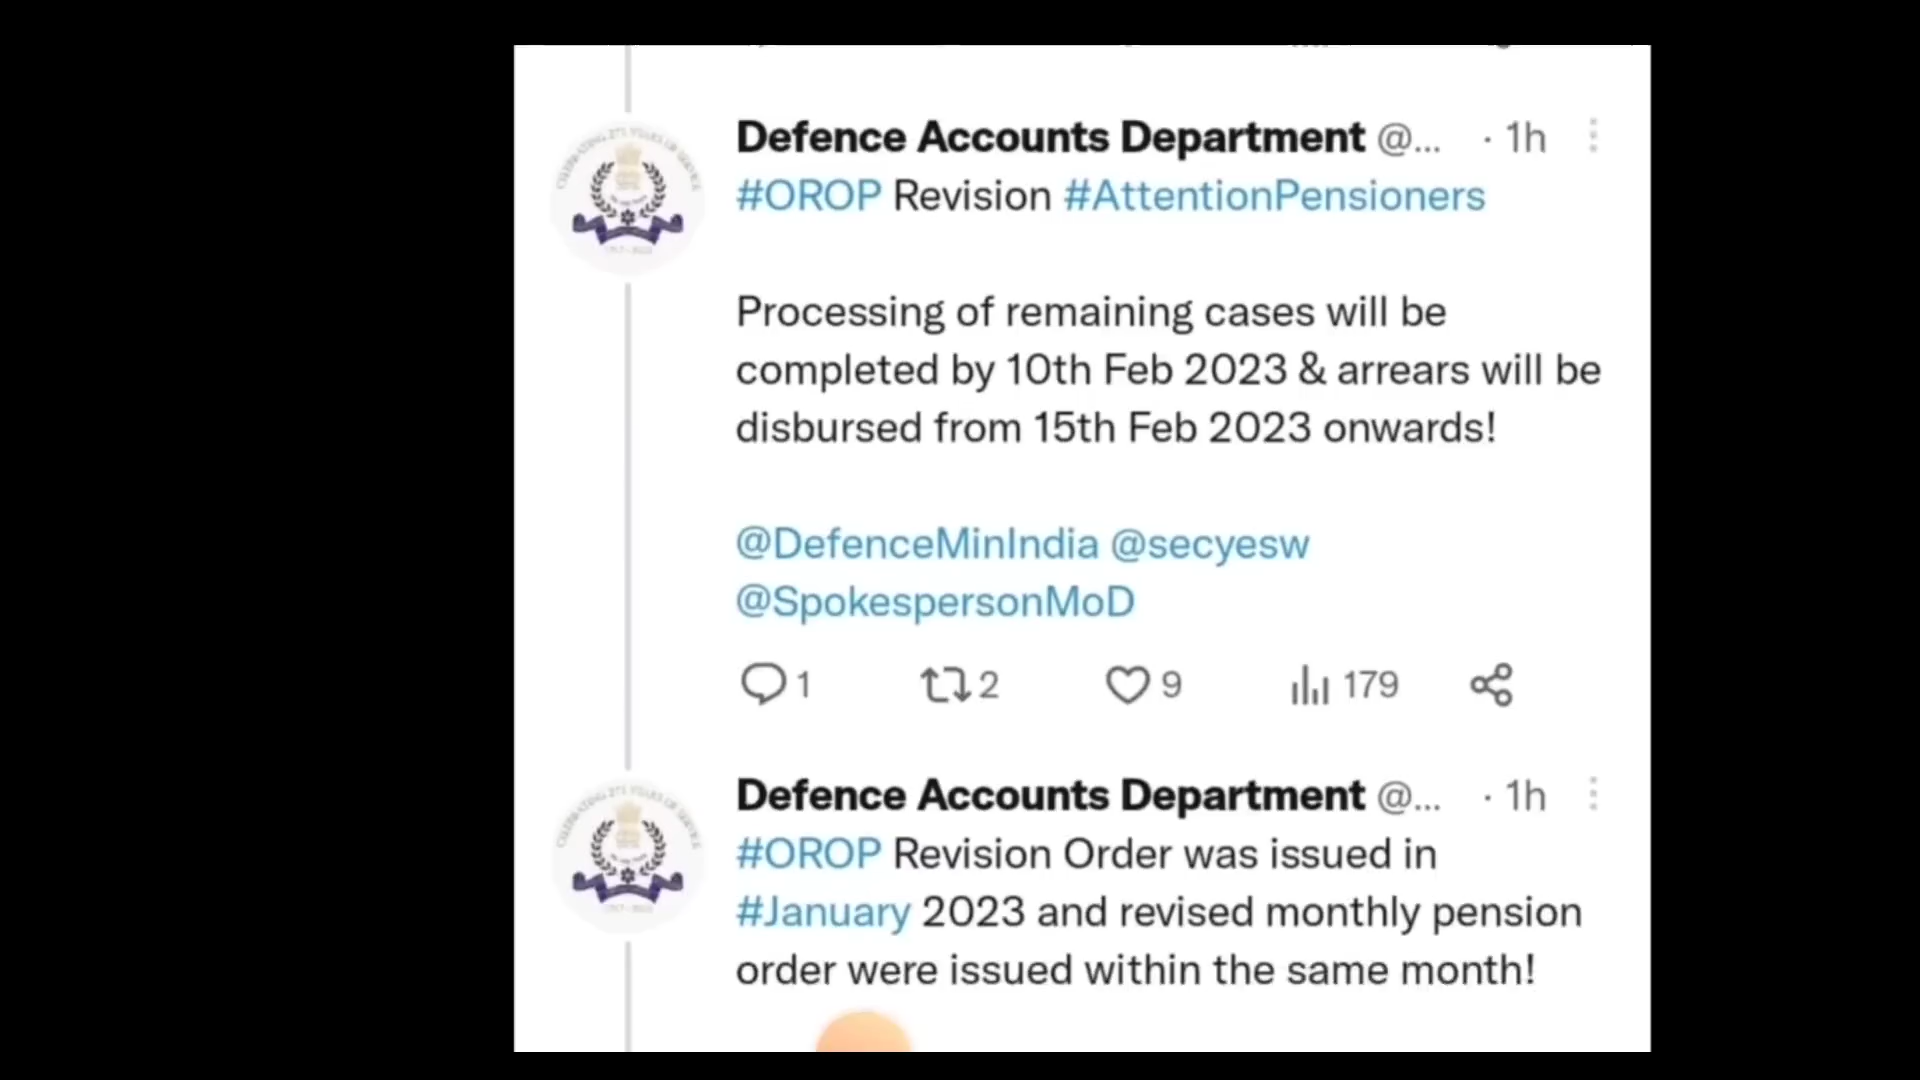 Defence Accounts Department @... · 1h
#OROP Revision #AttentionPensioners
Processing of remaining cases will be
completed by 10th Feb 2023 & arrears will be
disbursed from 15th Feb 2023 onwards!
@DefenceMinIndia @secyesw
@SpokespersonMoD
1 2 9 179
Defence Accounts Department @... · 1h
#OROP Revision Order was issued in
#January 2023 and revised monthly pension
order were issued within the same month!